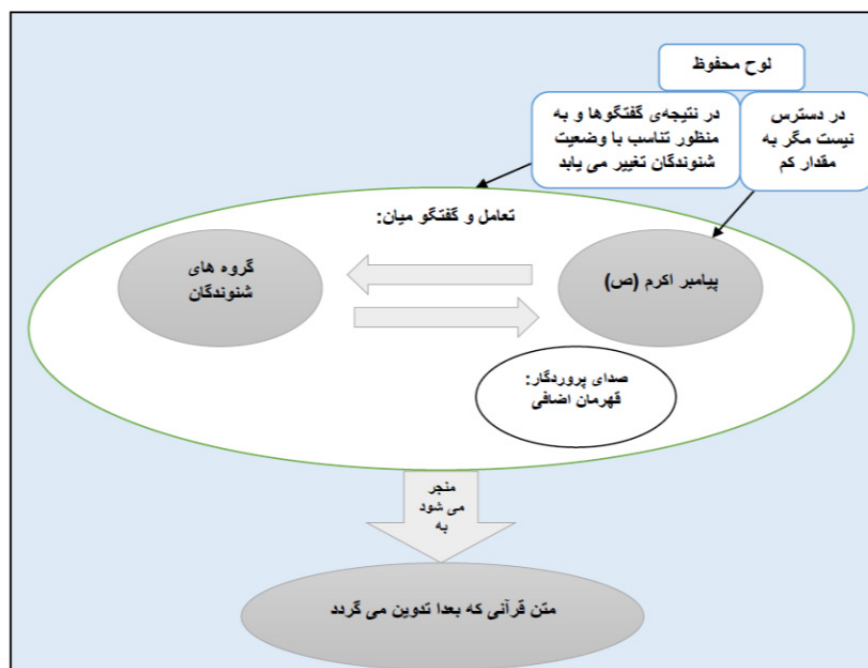 لوح محفوظ
در دسترس
نیست مگر به
مقدار کم
در نتیجه‌ی گفتگوها و به
منظور تناسب با وضعیت
شنوندگان تغییر می یابد
تعامل و گفتگو میان:
پیامبر اکرم (ص)
گروه های
شنوندگان
صدای پروردگار:
قهرمان اضافی
منجر
می شود
به
متن قرآنی که بعدا تدوین می گردد